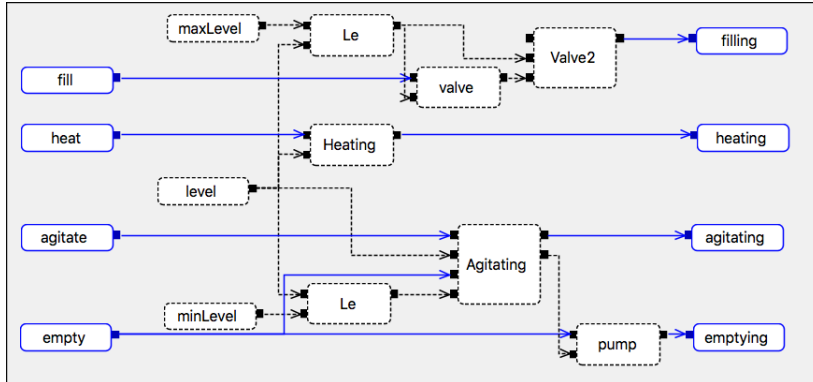 maxLevel
Le
filling
Valve2
fill
valve
heat
Heating
heating
level
agitate
agitating
Agitating
Le
minLevel
empty
pump
emptying